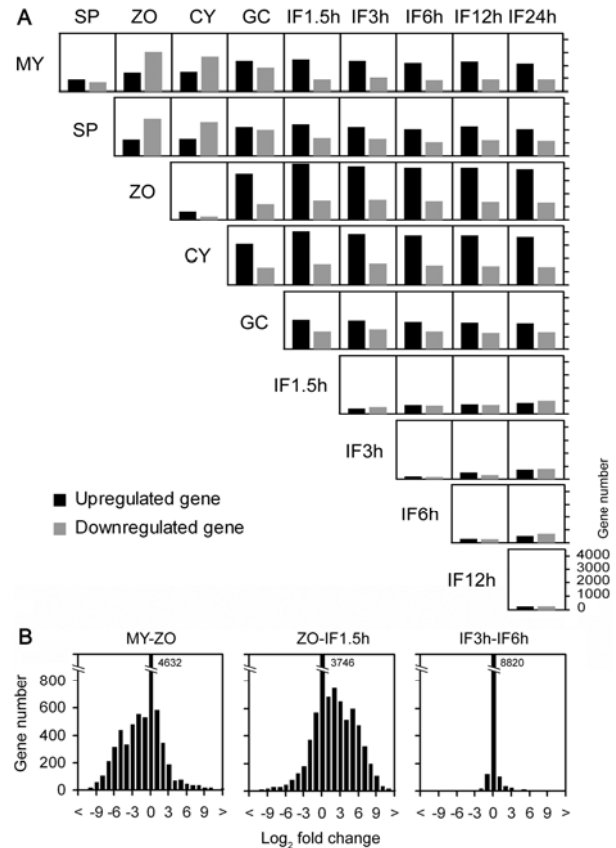 A SP ZO CY GC IF1.5h IF3h IF6h IF12h IF24h
MY
SP
ZO
CY
GC
IF1.5h
IF3h
Upregulated gene
Downregulated gene
IF6h
Gene number
IF12h
4000
3000
2000
1000
0
B MY-ZO ZO-IF1.5h IF3h-IF6h
4632 3746 8820
Gene number
800
600
400
200
0
< -9 -6 -3 0 3 6 9 > < -9 -6 -3 0 3 6 9 > < -9 -6 -3 0 3 6 9 >
Log2 fold change